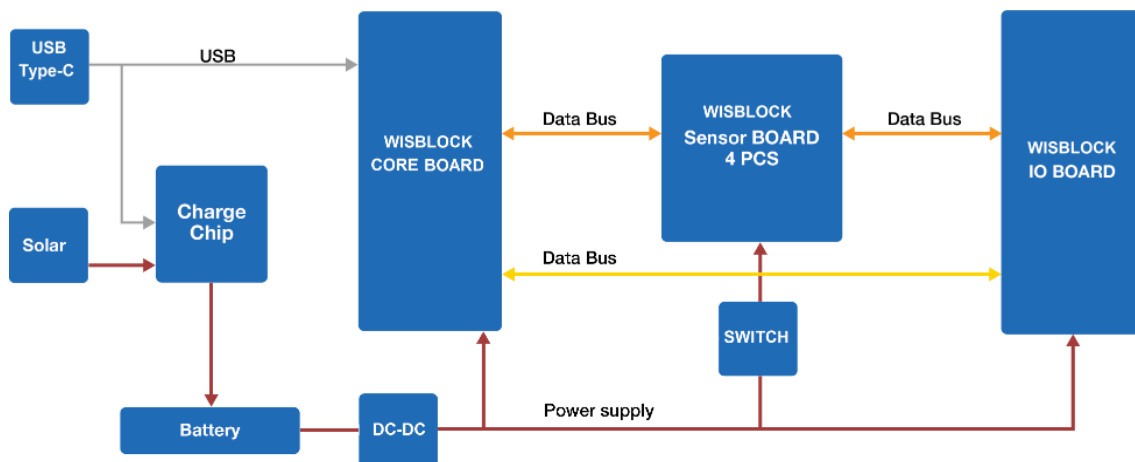 USB
Type-C
USB
WISBLOCK
CORE BOARD
Data Bus
WISBLOCK
Sensor BOARD
4 PCS
Data Bus
WISBLOCK
IO BOARD
Charge
Chip
Solar
Data Bus
SWITCH
Power supply
Battery
DC-DC